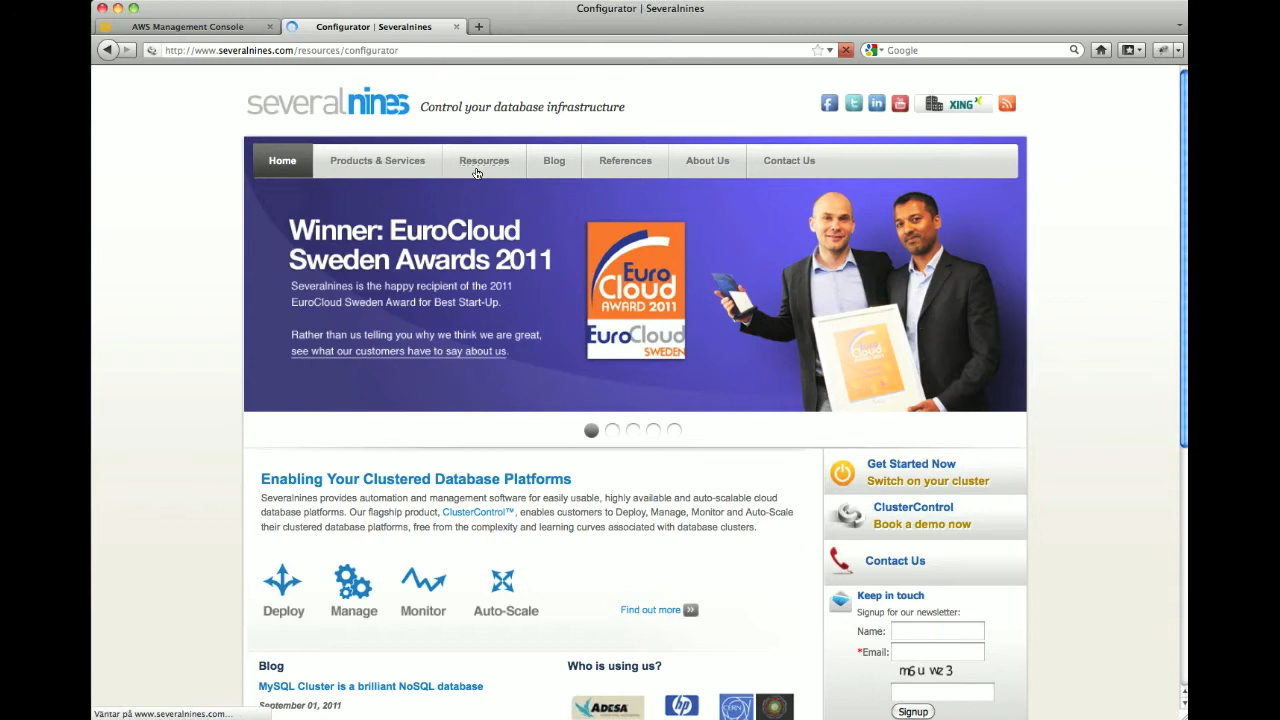 Configurator | Severalnines
AWS Management Console
Configurator | Severalnines
http://www.severalnines.com/resources/configurator
Google
severalnines
Control your database infrastructure
XING
Home
Products & Services
Resources
Blog
References
About Us
Contact Us
Winner: EuroCloud
Sweden Awards 2011
Severalnines is the happy recipient of the 2011
EuroCloud Sweden Award for Best Start-Up.
Rather than us telling you why we think we are great,
see what our customers have to say about us.
Euro
Cloud
AWARD 2011
EuroCloud
SWEDEN
Enabling Your Clustered Database Platforms
Severalnines provides automation and management software for easily usable, highly available and auto-scalable cloud
database platforms. Our flagship product, ClusterControl™, enables customers to Deploy, Manage, Monitor and Auto-Scale
their clustered database platforms, free from the complexity and learning curves associated with database clusters.
Deploy
Manage
Monitor
Auto-Scale
Find out more
Blog
MySQL Cluster is a brilliant NoSQL database
September 01, 2011
Who is using us?
ADESA
hp
CERN
Get Started Now
Switch on your cluster
ClusterControl
Book a demo now
Contact Us
Keep in touch
Signup for our newsletter:
Name:
*Email:
m6u wz3
Signup
Väntar på www.severalnines.com...